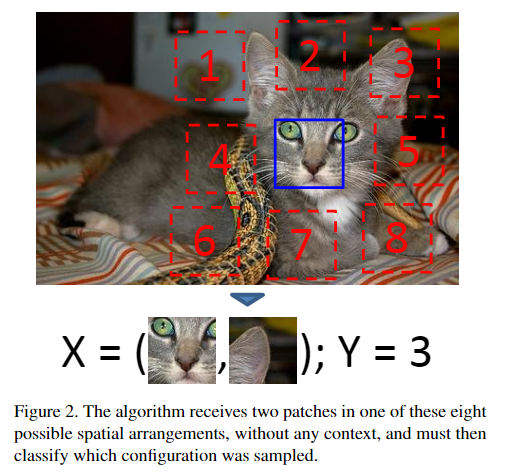 1 2 3
4 5
6 7 8
X = ( , ); Y = 3
Figure 2. The algorithm receives two patches in one of these eight
possible spatial arrangements, without any context, and must then
classify which configuration was sampled.